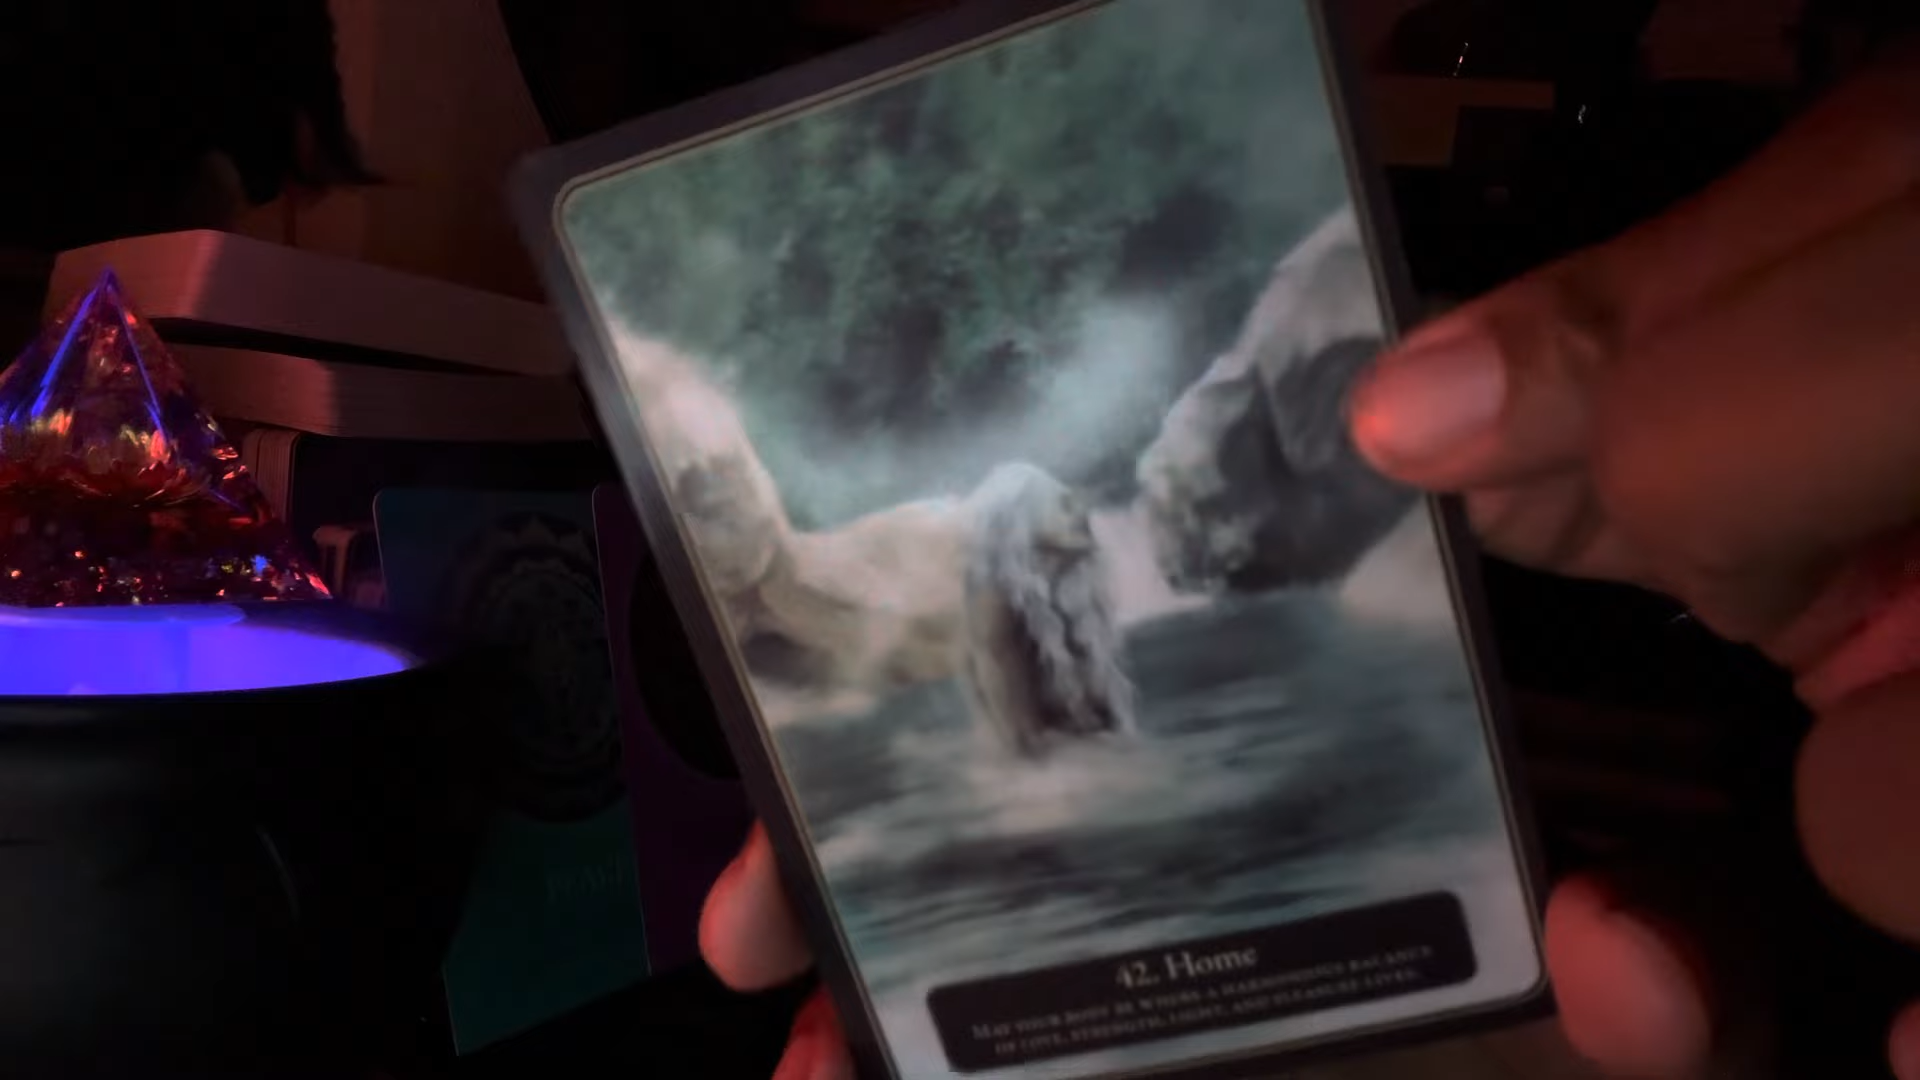 42. Home
May your body be where a harmonious balance
of love, strength, light, and pleasure lives.